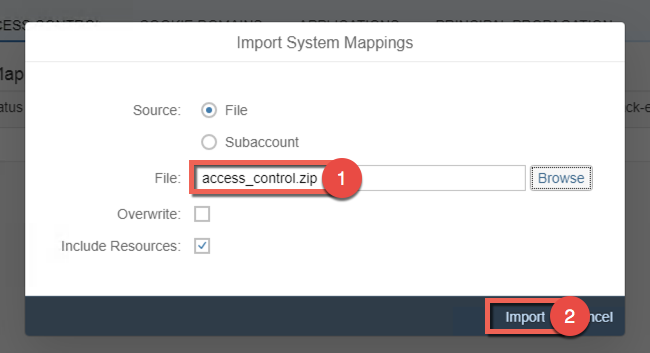 ESS CONTROL COOKIE DOMAINS APPLICATIONS PRINCIPAL PROPAGATION
Import System Mappings
Map
atus
ck-e
Source: File
Subaccount
File: access_control.zip 1 Browse
Overwrite:
Include Resources:
Import 2 ncel